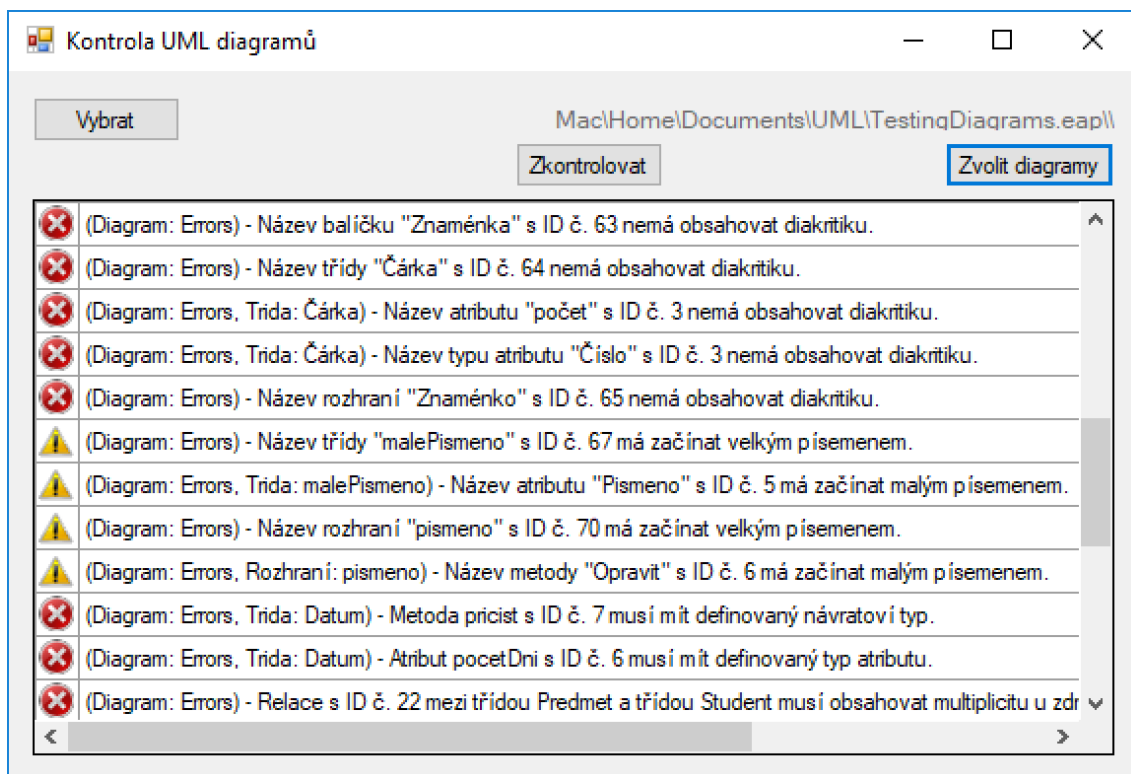 Kontrola UML diagramů
Vybrat
Mac\Home\Documents\UML\TestingDiagrams.eap\\
Zkontrolovat
Zvolit diagramy
(Diagram: Errors) - Název balíčku "Znaménka" s ID č. 63 nemá obsahovat diakritiku.
(Diagram: Errors) - Název třídy "Čárka" s ID č. 64 nemá obsahovat diakritiku.
(Diagram: Errors, Trida: Čárka) - Název atributu "počet" s ID č. 3 nemá obsahovat diakritiku.
(Diagram: Errors, Trida: Čárka) - Název typu atributu "Číslo" s ID č. 3 nemá obsahovat diakritiku.
(Diagram: Errors) - Název rozhraní "Znaménko" s ID č. 65 nemá obsahovat diakritiku.
(Diagram: Errors) - Název třídy "malePismeno" s ID č. 67 má začínat velkým písemenem.
(Diagram: Errors, Trida: malePismeno) - Název atributu "Pismeno" s ID č. 5 má začínat malým písemenem.
(Diagram: Errors) - Název rozhraní "pismeno" s ID č. 70 má začínat velkým písemenem.
(Diagram: Errors, Rozhraní: pismeno) - Název metody "Opravit" s ID č. 6 má začínat malým písemenem.
(Diagram: Errors, Trida: Datum) - Metoda pricist s ID č. 7 musí mít definovaný návratoví typ.
(Diagram: Errors, Trida: Datum) - Atribut pocetDni s ID č. 6 musí mít definovaný typ atributu.
(Diagram: Errors) - Relace s ID č. 22 mezi třídou Predmet a třídou Student musí obsahovat multiplicitu u zdr